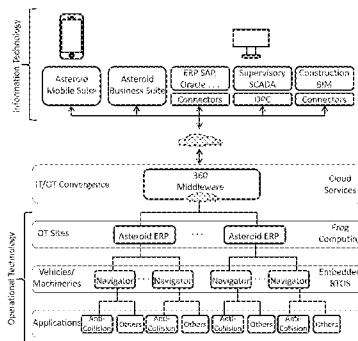 Information Technology
Asteroid
Mobile Suite
Asteroid
Business Suite
ERP SAP,
Oracle ...
Connectors
Supervisory
SCADA
OPC
Construction
BIM
Connectors
IT/OT Convergence
360
Middleware
Cloud
Services
Operational Technology
OT Sites
Asteroid ERP
...
Asteroid ERP
Frog
Computing
Vehicles/
Machineries
Navigator
...
Navigator
Navigator
...
Navigator
Embedded
RTOS
Applications
Anti-
Collision
Others
Anti-
Collision
Others
Anti-
Collision
Others
Anti-
Collision
Others